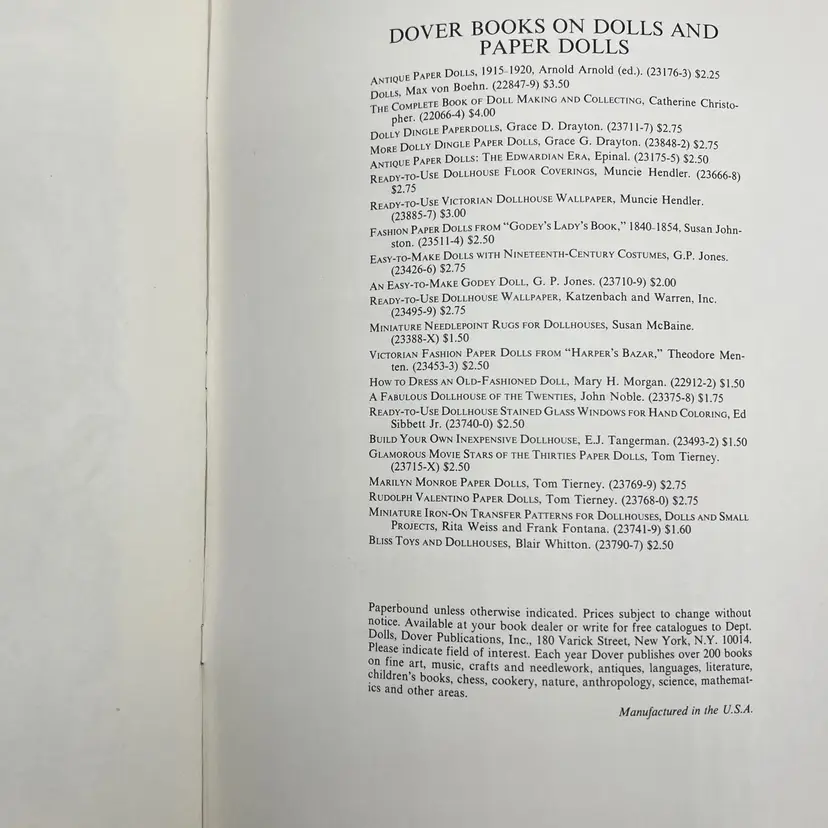 DOVER BOOKS ON DOLLS AND
PAPER DOLLS
ANTIQUE PAPER DOLLS, 1915-1920, Arnold Arnold (ed.). (23176-3) $2.25
DOLLS, Max von Boehn. (22847-9) $3.50
THE COMPLETE BOOK OF DOLL MAKING AND COLLECTING, Catherine Christo-
pher. (22066-4) $4.00
DOLLY DINGLE PAPERDOLLS, Grace D. Drayton. (23711-7) $2.75
MORE DOLLY DINGLE PAPER DOLLS, Grace G. Drayton. (23848-2) $2.75
ANTIQUE PAPER DOLLS: THE EDWARDIAN ERA, Epinal. (23175-5) $2.50
READY-TO-USE DOLLHOUSE FLOOR COVERINGS, Muncie Hendler. (23666-8)
$2.75
READY-TO-USE VICTORIAN DOLLHOUSE WALLPAPER, Muncie Hendler.
(23885-7) $3.00
FASHION PAPER DOLLS FROM "GODEY'S LADY'S BOOK," 1840-1854, Susan John-
ston. (23511-4) $2.50
EASY-TO-MAKE DOLLS WITH NINETEENTH-CENTURY COSTUMES, G.P. Jones.
(23426-6) $2.75
AN EASY-TO-MAKE GODEY DOLL, G. P. Jones. (23710-9) $2.00
READY-TO-USE DOLLHOUSE WALLPAPER, Katzenbach and Warren, Inc.
(23495-9) $2.75
MINIATURE NEEDLEPOINT RUGS FOR DOLLHOUSES, Susan McBaine.
(23388-X) $1.50
VICTORIAN FASHION PAPER DOLLS FROM "HARPER'S BAZAR," Theodore Men-
ten. (23453-3) $2.50
HOW TO DRESS AN OLD-FASHIONED DOLL, Mary H. Morgan. (22912-2) $1.50
A FABULOUS DOLLHOUSE OF THE TWENTIES, John Noble. (23375-8) $1.75
READY-TO-USE DOLLHOUSE STAINED GLASS WINDOWS FOR HAND COLORING, Ed
Sibbett Jr. (23740-0) $2.50
BUILD YOUR OWN INEXPENSIVE DOLLHOUSE, E.J. Tangerman. (23493-2) $1.50
GLAMOROUS MOVIE STARS OF THE THIRTIES PAPER DOLLS, Tom Tierney.
(23715-X) $2.50
MARILYN MONROE PAPER DOLLS, Tom Tierney. (23769-9) $2.75
RUDOLPH VALENTINO PAPER DOLLS, Tom Tierney. (23768-0) $2.75
MINIATURE IRON-ON TRANSFER PATTERNS FOR DOLLHOUSES, DOLLS AND SMALL
PROJECTS, Rita Weiss and Frank Fontana. (23741-9) $1.60
BLISS TOYS AND DOLLHOUSES, Blair Whitton. (23790-7) $2.50
Paperbound unless otherwise indicated. Prices subject to change without
notice. Available at your book dealer or write for free catalogues to Dept.
Dolls, Dover Publications, Inc., 180 Varick Street, New York, N.Y. 10014.
Please indicate field of interest. Each year Dover publishes over 200 books
on fine art, music, crafts and needlework, antiques, languages, literature,
children's books, chess, cookery, nature, anthropology, science, mathemat-
ics and other areas.
Manufactured in the U.S.A.